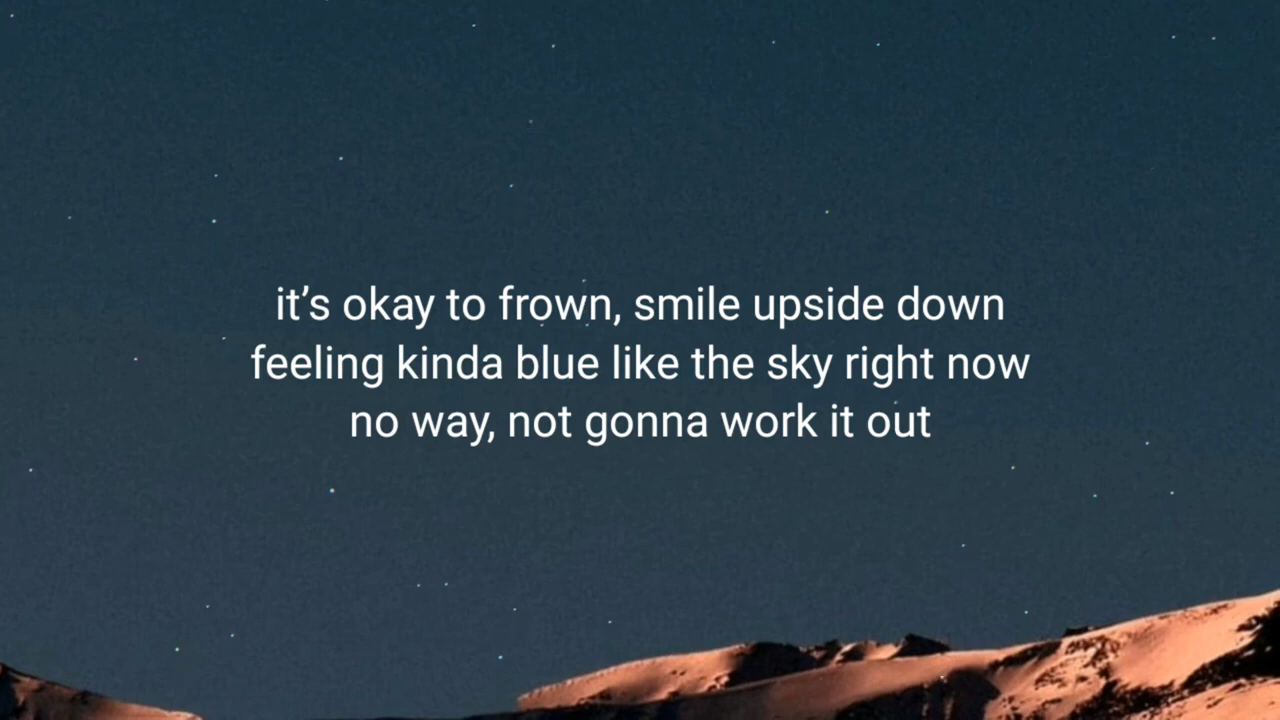 it’s okay to frown, smile upside down
feeling kinda blue like the sky right now
no way, not gonna work it out